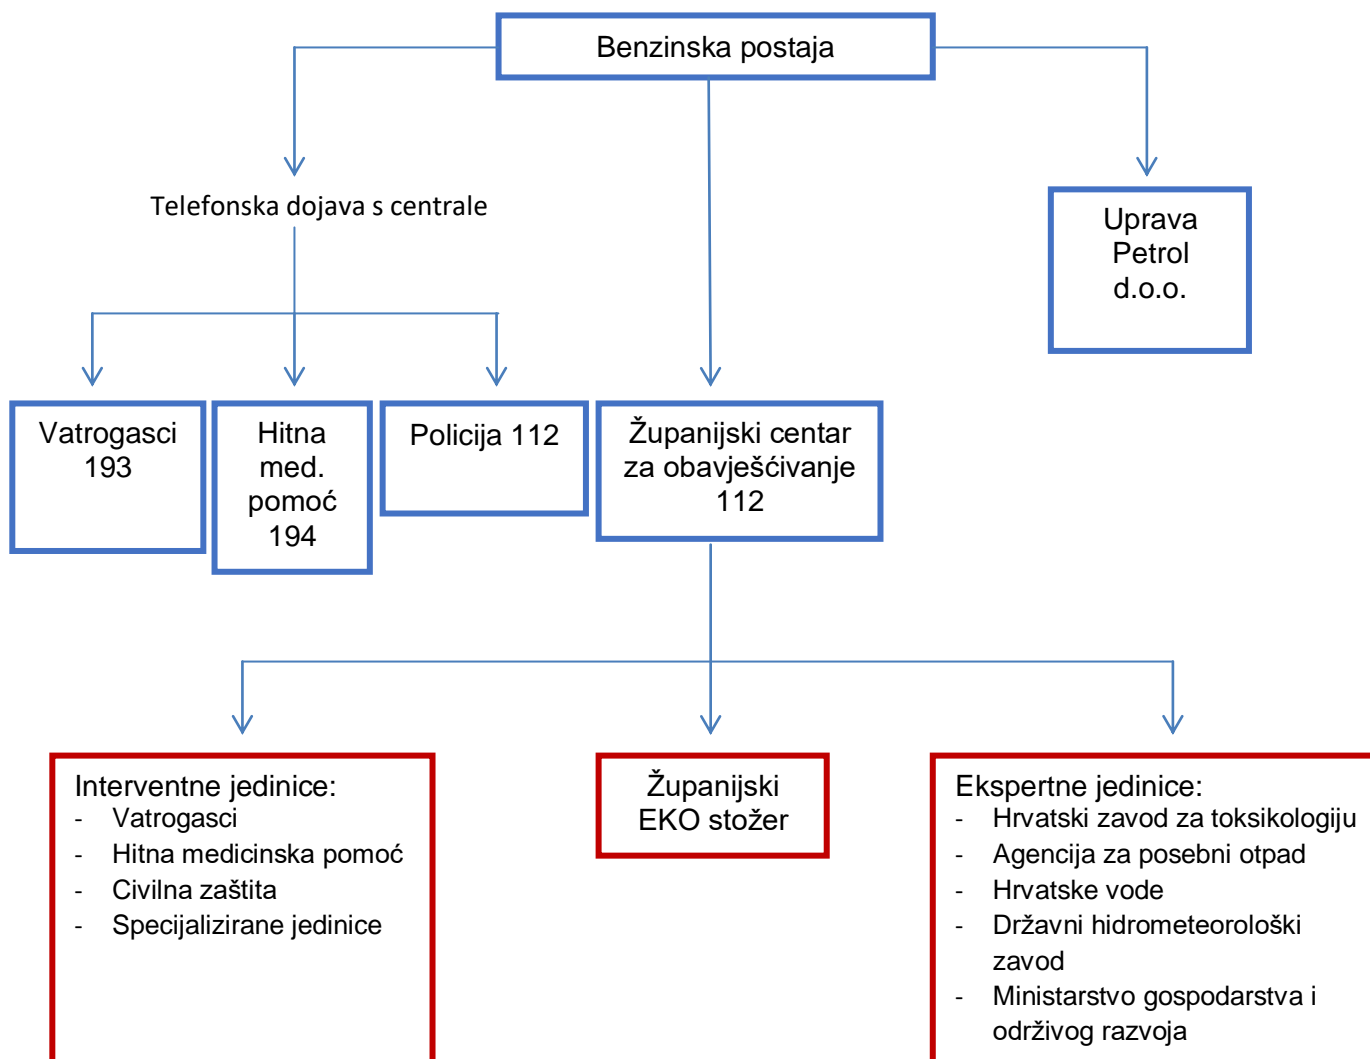 Benzinska postaja
Telefonska dojava s centrale
Uprava
Petrol
d.o.o.
Vatrogasci
193
Hitna
med.
pomoć
194
Policija 112
Županijski centar
za obavješćivanje
112
Interventne jedinice:
- Vatrogasci
- Hitna medicinska pomoć
- Civilna zaštita
- Specijalizirane jedinice
Županijski
EKO stožer
Ekspertne jedinice:
- Hrvatski zavod za toksikologiju
- Agencija za posebni otpad
- Hrvatske vode
- Državni hidrometeorološki
zavod
- Ministarstvo gospodarstva i
održivog razvoja